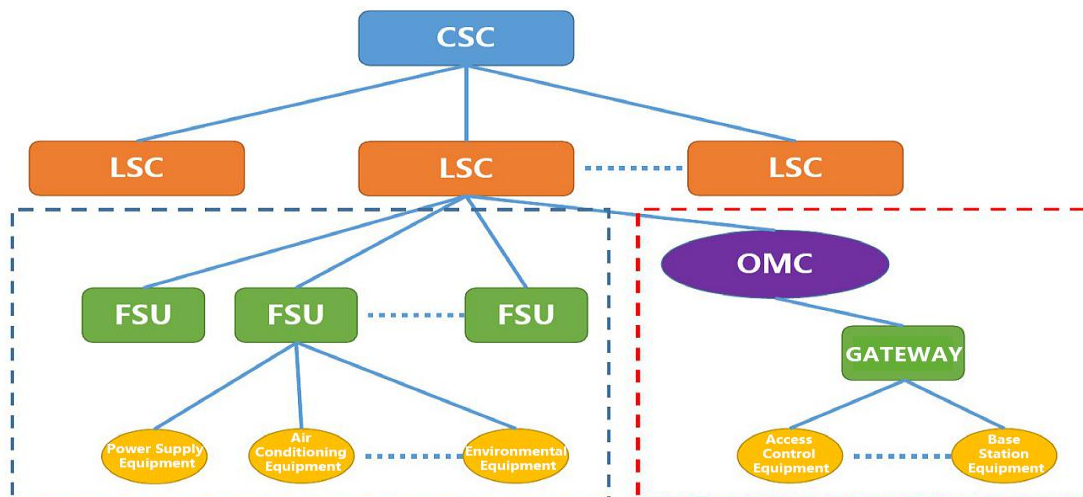 CSC
LSC
LSC
LSC
OMC
FSU
FSU
FSU
GATEWAY
Power Supply
Equipment
Air
Conditioning
Equipment
Environmental
Equipment
Access
Control
Equipment
Base
Station
Equipment